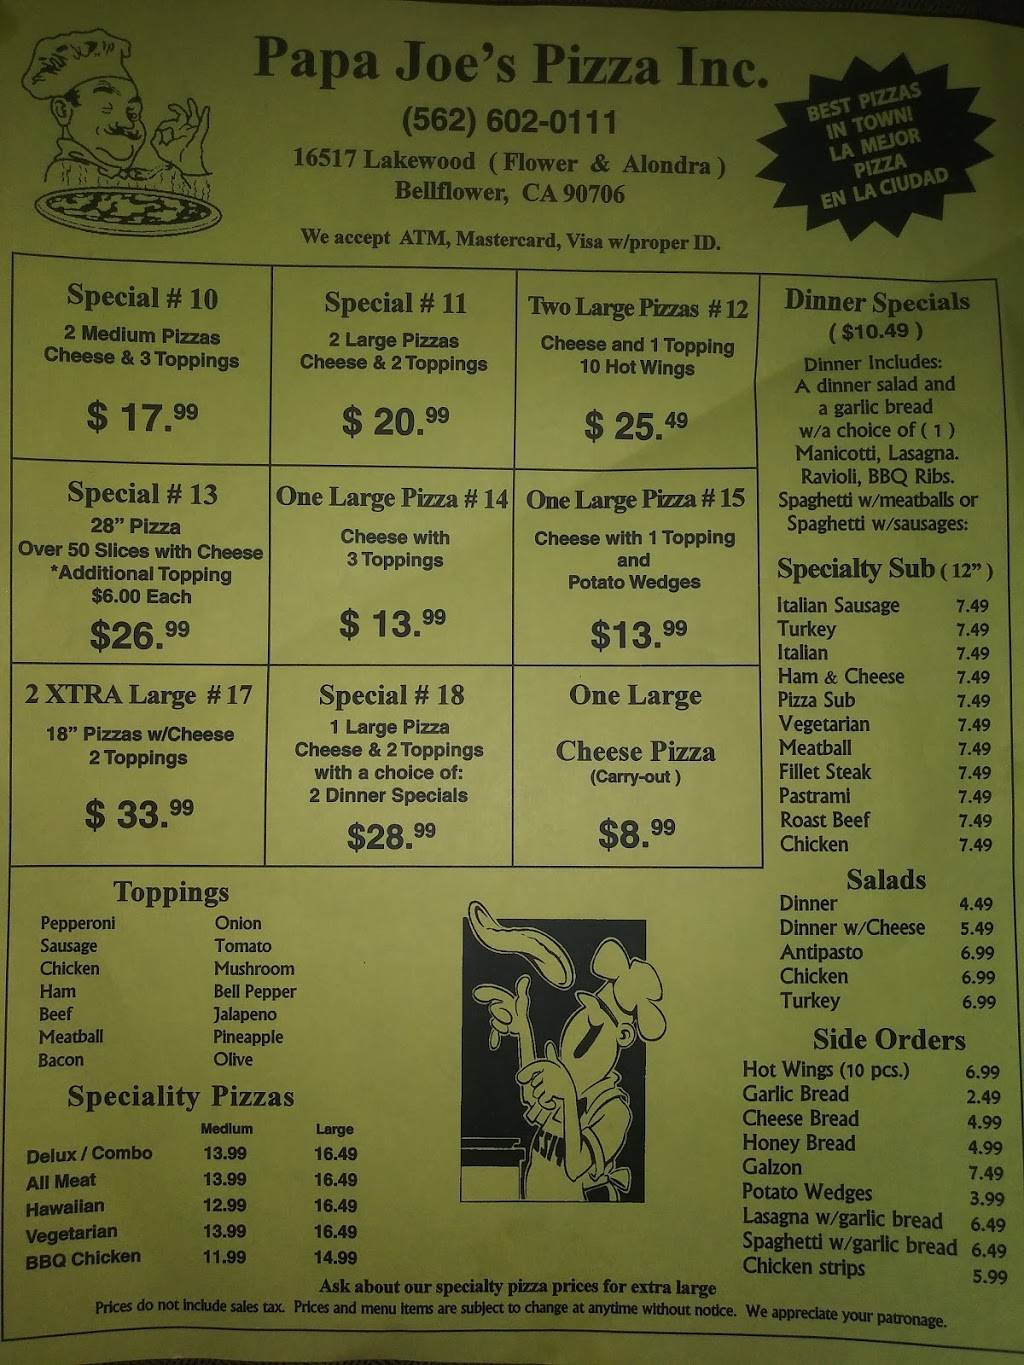 Papa Joe's Pizza Inc.
(562) 602-0111
16517 Lakewood ( Flower & Alondra )
Bellflower, CA 90706
We accept ATM, Mastercard, Visa w/proper ID.
BEST PIZZAS
IN TOWN!
LA MEJOR
PIZZA
EN LA CIUDAD
Special # 10
2 Medium Pizzas
Cheese & 3 Toppings
$ 17.99
Special # 11
2 Large Pizzas
Cheese & 2 Toppings
$ 20.99
Two Large Pizzas # 12
Cheese and 1 Topping
10 Hot Wings
$ 25.49
Special # 13
28” Pizza
Over 50 Slices with Cheese
*Additional Topping
$6.00 Each
$26.99
One Large Pizza # 14
Cheese with
3 Toppings
$ 13.99
One Large Pizza # 15
Cheese with 1 Topping
and
Potato Wedges
$13.99
2 XTRA Large # 17
18” Pizzas w/Cheese
2 Toppings
$ 33.99
Special # 18
1 Large Pizza
Cheese & 2 Toppings
with a choice of:
2 Dinner Specials
$28.99
One Large
Cheese Pizza
(Carry-out )
$8.99
Dinner Specials
( $10.49 )
Dinner Includes:
A dinner salad and
a garlic bread
w/a choice of ( 1 )
Manicotti, Lasagna.
Ravioli, BBQ Ribs.
Spaghetti w/meatballs or
Spaghetti w/sausages:
Specialty Sub ( 12” )
Italian Sausage 7.49
Turkey 7.49
Italian 7.49
Ham & Cheese 7.49
Pizza Sub 7.49
Vegetarian 7.49
Meatball 7.49
Fillet Steak 7.49
Pastrami 7.49
Roast Beef 7.49
Chicken 7.49
Salads
Dinner 4.49
Dinner w/Cheese 5.49
Antipasto 6.99
Chicken 6.99
Turkey 6.99
Side Orders
Hot Wings (10 pcs.) 6.99
Garlic Bread 2.49
Cheese Bread 4.99
Honey Bread 4.99
Galzon 7.49
Potato Wedges 3.99
Lasagna w/garlic bread 6.49
Spaghetti w/garlic bread 6.49
Chicken strips 5.99
Toppings
Pepperoni Onion
Sausage Tomato
Chicken Mushroom
Ham Bell Pepper
Beef Jalapeno
Meatball Pineapple
Bacon Olive
Speciality Pizzas
Medium Large
Delux / Combo 13.99 16.49
All Meat 13.99 16.49
Hawaiian 12.99 16.49
Vegetarian 13.99 16.49
BBQ Chicken 11.99 14.99
Ask about our specialty pizza prices for extra large
Prices do not include sales tax. Prices and menu items are subject to change at anytime without notice. We appreciate your patronage.